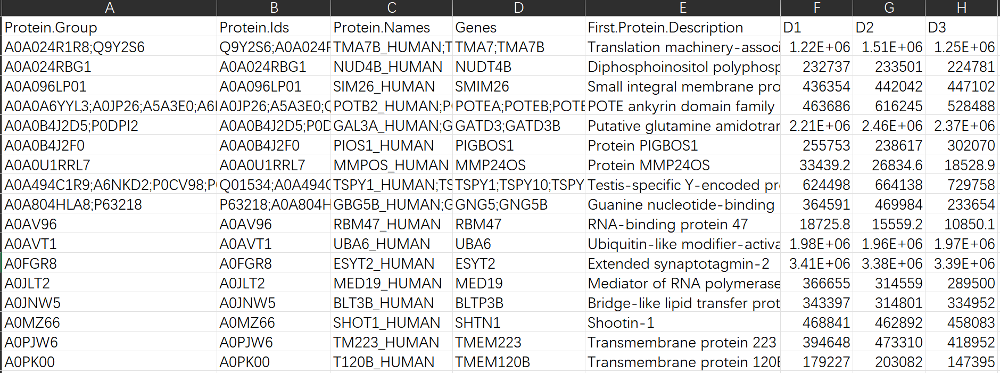 A B C D E F G H
Protein.Group Protein.Ids Protein.Names Genes First.Protein.Description D1 D2 D3
A0A024R1R8;Q9Y2S6 Q9Y2S6;A0A024R TMA7B_HUMAN;T TMA7;TMA7B Translation machinery-associ 1.22E+06 1.51E+06 1.25E+06
A0A024RBG1 A0A024RBG1 NUD4B_HUMAN NUDT4B Diphosphoinositol polyphosp 232737 233501 224781
A0A096LP01 A0A096LP01 SIM26_HUMAN SMIM26 Small integral membrane pro 436354 442042 447102
A0A0A6YYL3;A0JP26;A5A3E0;A6 A0JP26;A5A3E0;Q POTB2_HUMAN;P POTEA;POTEB;POTE POTE ankyrin domain family 463686 616245 528488
A0A0B4J2D5;P0DPI2 A0A0B4J2D5;P0D GAL3A_HUMAN;G GATD3;GATD3B Putative glutamine amidotrar 2.21E+06 2.46E+06 2.37E+06
A0A0B4J2F0 A0A0B4J2F0 PIOS1_HUMAN PIGBOS1 Protein PIGBOS1 255753 238617 302070
A0A0U1RRL7 A0A0U1RRL7 MMPOS_HUMAN MMP24OS Protein MMP24OS 33439.2 26834.6 18528.9
A0A494C1R9;A6NKD2;P0CV98;P Q01534;A0A494C TSPY1_HUMAN;TS TSPY1;TSPY10;TSPY Testis-specific Y-encoded pr 624498 664138 729758
A0A804HLA8;P63218 P63218;A0A804H GBG5B_HUMAN;G GNG5;GNG5B Guanine nucleotide-binding 364591 469984 233654
A0AV96 A0AV96 RBM47_HUMAN RBM47 RNA-binding protein 47 18725.8 15559.2 10850.1
A0AVT1 A0AVT1 UBA6_HUMAN UBA6 Ubiquitin-like modifier-activa 1.98E+06 1.96E+06 1.97E+06
A0FGR8 A0FGR8 ESYT2_HUMAN ESYT2 Extended synaptotagmin-2 3.41E+06 3.38E+06 3.39E+06
A0JLT2 A0JLT2 MED19_HUMAN MED19 Mediator of RNA polymerase 366655 314559 289500
A0JNW5 A0JNW5 BLT3B_HUMAN BLTP3B Bridge-like lipid transfer prot 343397 314801 334952
A0MZ66 A0MZ66 SHOT1_HUMAN SHTN1 Shootin-1 468841 462892 458083
A0PJW6 A0PJW6 TM223_HUMAN TMEM223 Transmembrane protein 223 394648 473310 418952
A0PK00 A0PK00 T120B_HUMAN TMEM120B Transmembrane protein 120B 179227 203082 147395